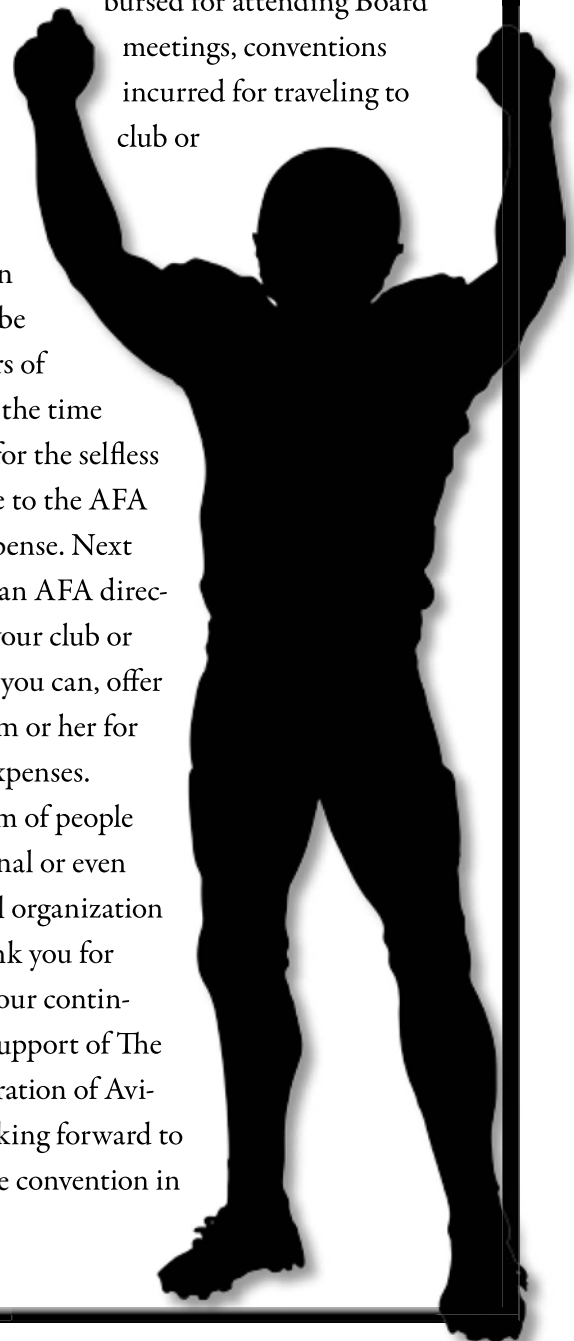 bursed for attending Board
meetings, conventions
incurred for traveling to
club or
n
be
rs of
the time
for the selfless
e to the AFA
pense. Next
an AFA direc-
your club or
you can, offer
m or her for
xpenses.
m of people
nal or even
l organization
nk you for
our contin-
upport of The
ration of Avi-
king forward to
e convention in